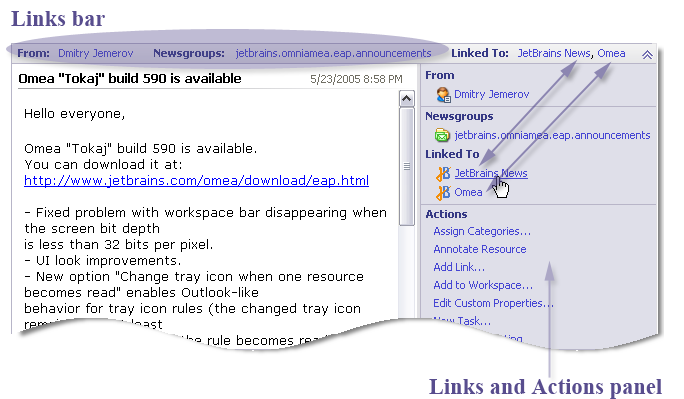 Links bar
From: Dmitry Jemerov Newsgroups: jetbrains.omniamea.eap.announcements Linked To: JetBrains News, Omea
Omea "Tokaj" build 590 is available 5/23/2005 8:58 PM
Hello everyone,
Omea "Tokaj" build 590 is available.
You can download it at:
http://www.jetbrains.com/omea/download/eap.html
- Fixed problem with workspace bar disappearing when
the screen bit depth
is less than 32 bits per pixel.
- UI look improvements.
- New option "Change tray icon when one resource
becomes read" enables Outlook-like
behavior for tray icon rules (the changed tray icon
the rule becomes
From
Dmitry Jemerov
Newsgroups
jetbrains.omniamea.eap.announcements
Linked To
JetBrains News
Omea
Actions
Assign Categories...
Annotate Resource
Add Link...
Add to Workspace...
Edit Custom Properties...
New Task...
Links and Actions panel